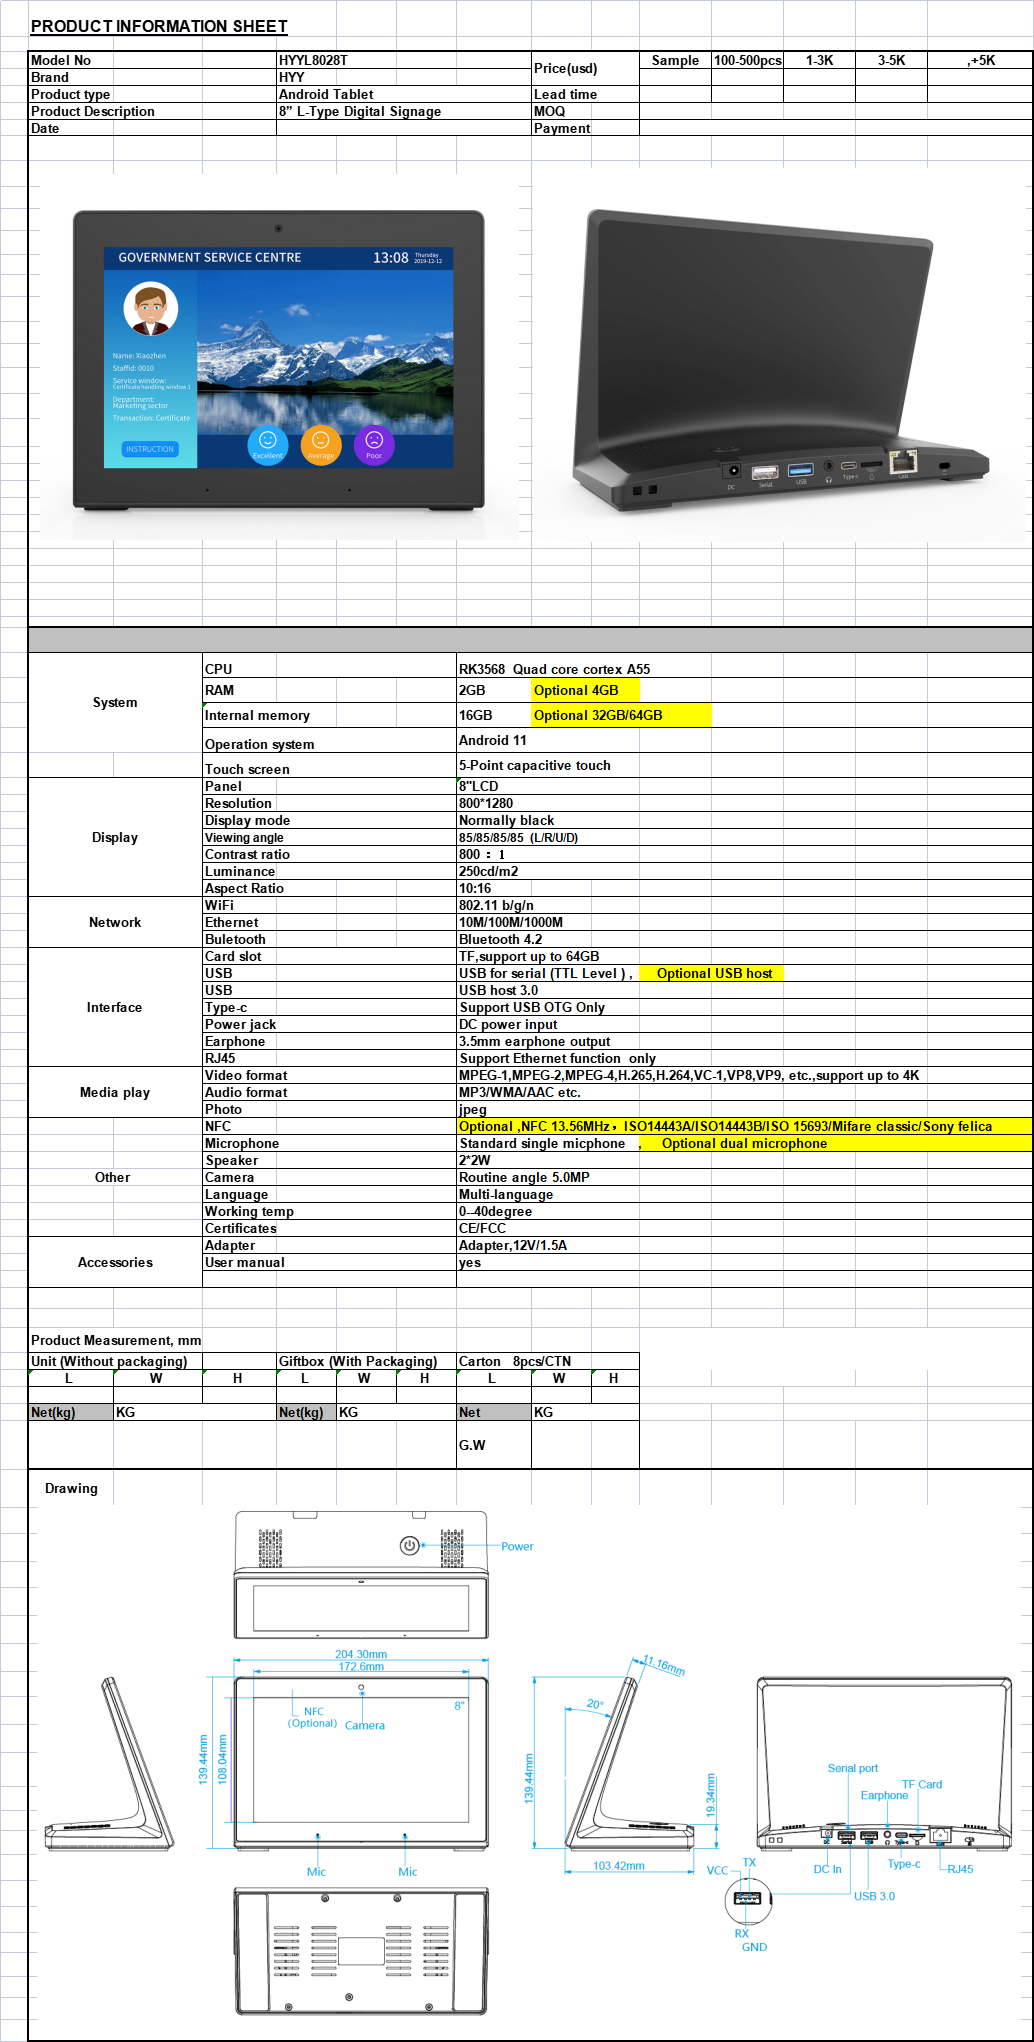 PRODUCT INFORMATION SHEET
Model No HYYL8028T Price(usd) Sample 100-500pcs 1-3K 3-5K ,+5K
Brand HYY
Product type Android Tablet Lead time
Product Description 8” L-Type Digital Signage MOQ
Date Payment
GOVERNMENT SERVICE CENTRE 13:08 Thursday 2019-12-12
Name: Xiaozhen
Staffid: 0010
Service window:
Certificate handling window 1
Department:
Marketing sector
Transaction: Certificate
INSTRUCTION
Excellent Average Poor
DC Serial USB Type-c LAN
System
CPU RK3568 Quad core cortex A55
RAM 2GB Optional 4GB
Internal memory 16GB Optional 32GB/64GB
Operation system Android 11
Touch screen 5-Point capacitive touch
Display
Panel 8"LCD
Resolution 800*1280
Display mode Normally black
Viewing angle 85/85/85/85 (L/R/U/D)
Contrast ratio 800 ：1
Luminance 250cd/m2
Aspect Ratio 10:16
Network
WiFi 802.11 b/g/n
Ethernet 10M/100M/1000M
Buletooth Bluetooth 4.2
Interface
Card slot TF,support up to 64GB
USB USB for serial (TTL Level ) , Optional USB host
USB USB host 3.0
Type-c Support USB OTG Only
Power jack DC power input
Earphone 3.5mm earphone output
RJ45 Support Ethernet function only
Media play
Video format MPEG-1,MPEG-2,MPEG-4,H.265,H.264,VC-1,VP8,VP9, etc.,support up to 4K
Audio format MP3/WMA/AAC etc.
Photo jpeg
Other
NFC Optional ,NFC 13.56MHz，ISO14443A/ISO14443B/ISO 15693/Mifare classic/Sony felica
Microphone Standard single micphone , Optional dual microphone
Speaker 2*2W
Camera Routine angle 5.0MP
Language Multi-language
Working temp 0--40degree
Certificates CE/FCC
Accessories
Adapter Adapter,12V/1.5A
User manual yes
Product Measurement, mm
Unit (Without packaging) Giftbox (With Packaging) Carton 8pcs/CTN
L W H L W H L W H
Net(kg) KG Net(kg) KG Net KG
G.W
Drawing
Power
204.30mm
172.6mm
139.44mm
108.04mm
NFC
(Optional)
Camera
8"
Mic Mic
11.16mm
20°
139.44mm
19.34mm
103.42mm
Serial port
TF Card
Earphone
DC In
Type-c
RJ45
USB 3.0
VCC TX
RX
GND